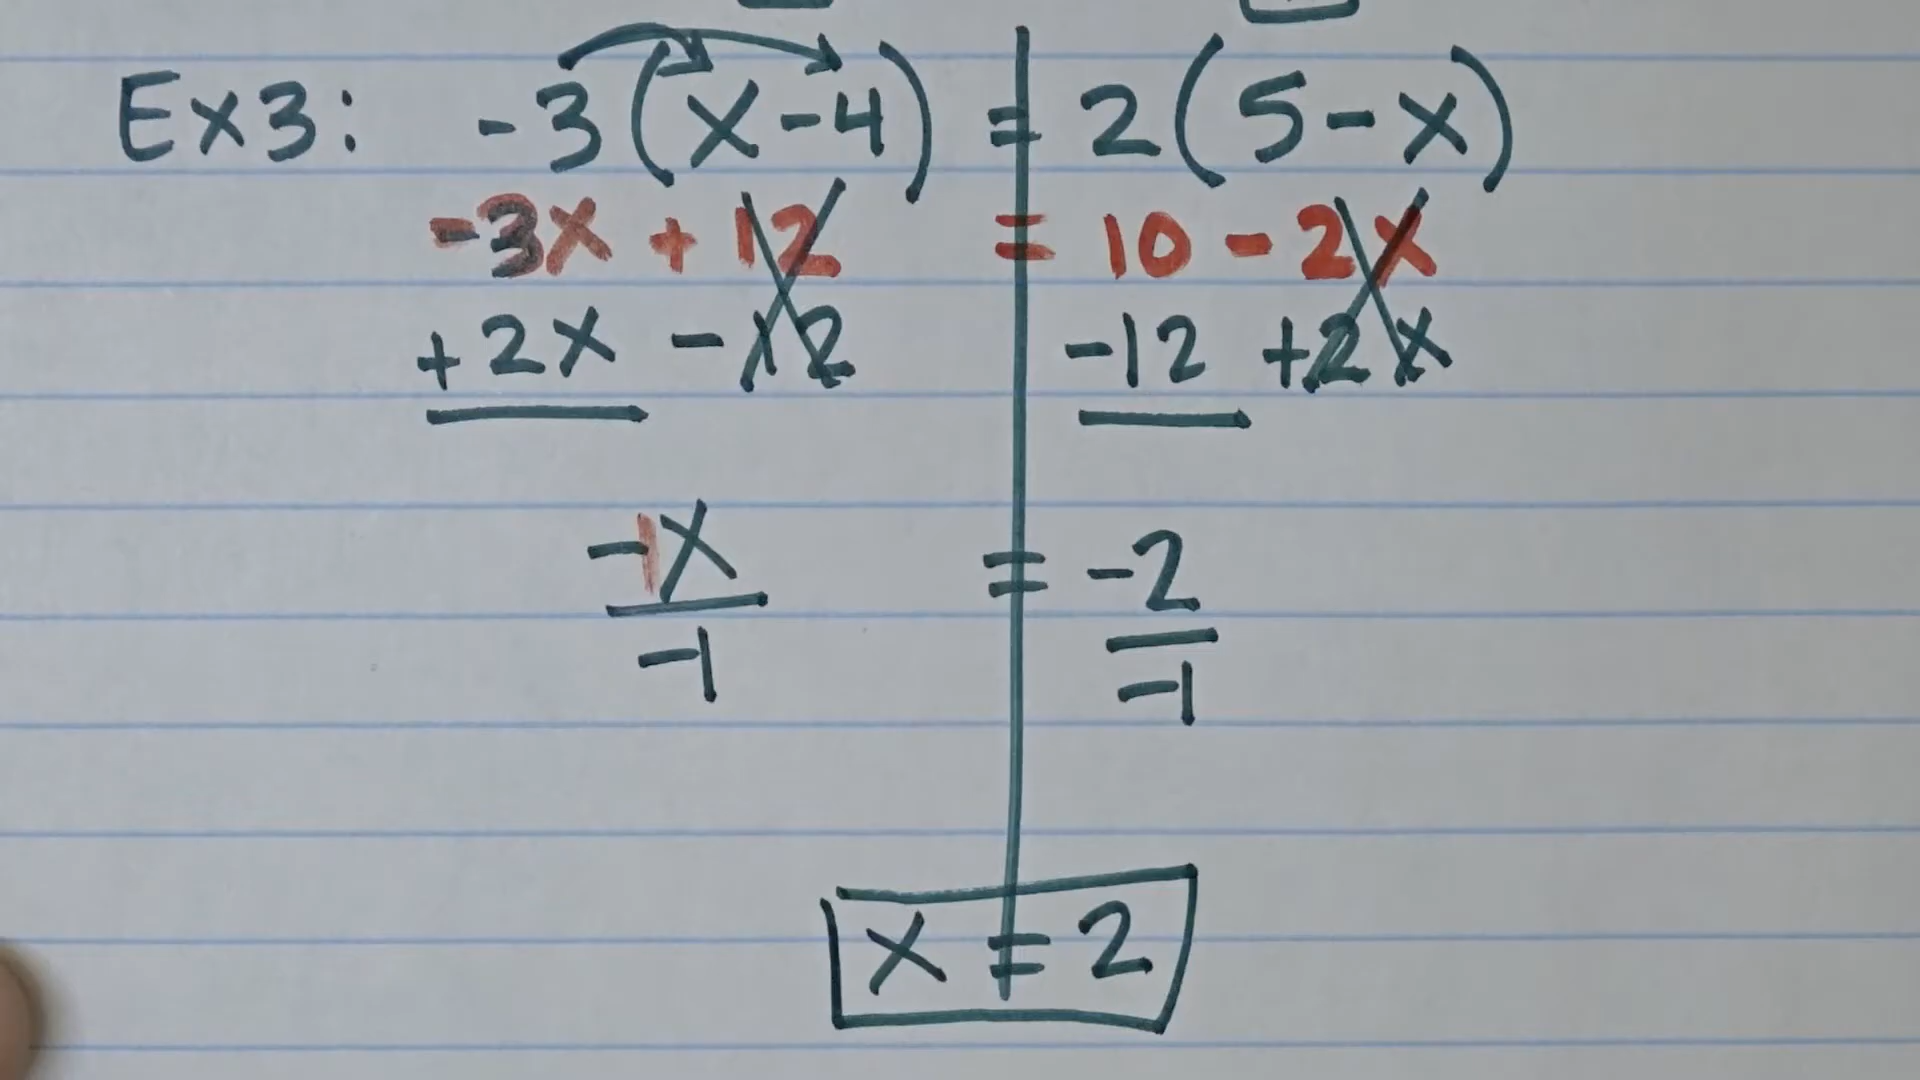 Ex3: -3(x-4) = 2(5-x)
-3x + 12 = 10 - 2x
+2x - 12 -12 +2x
-1x = -2
-1 -1
x = 2